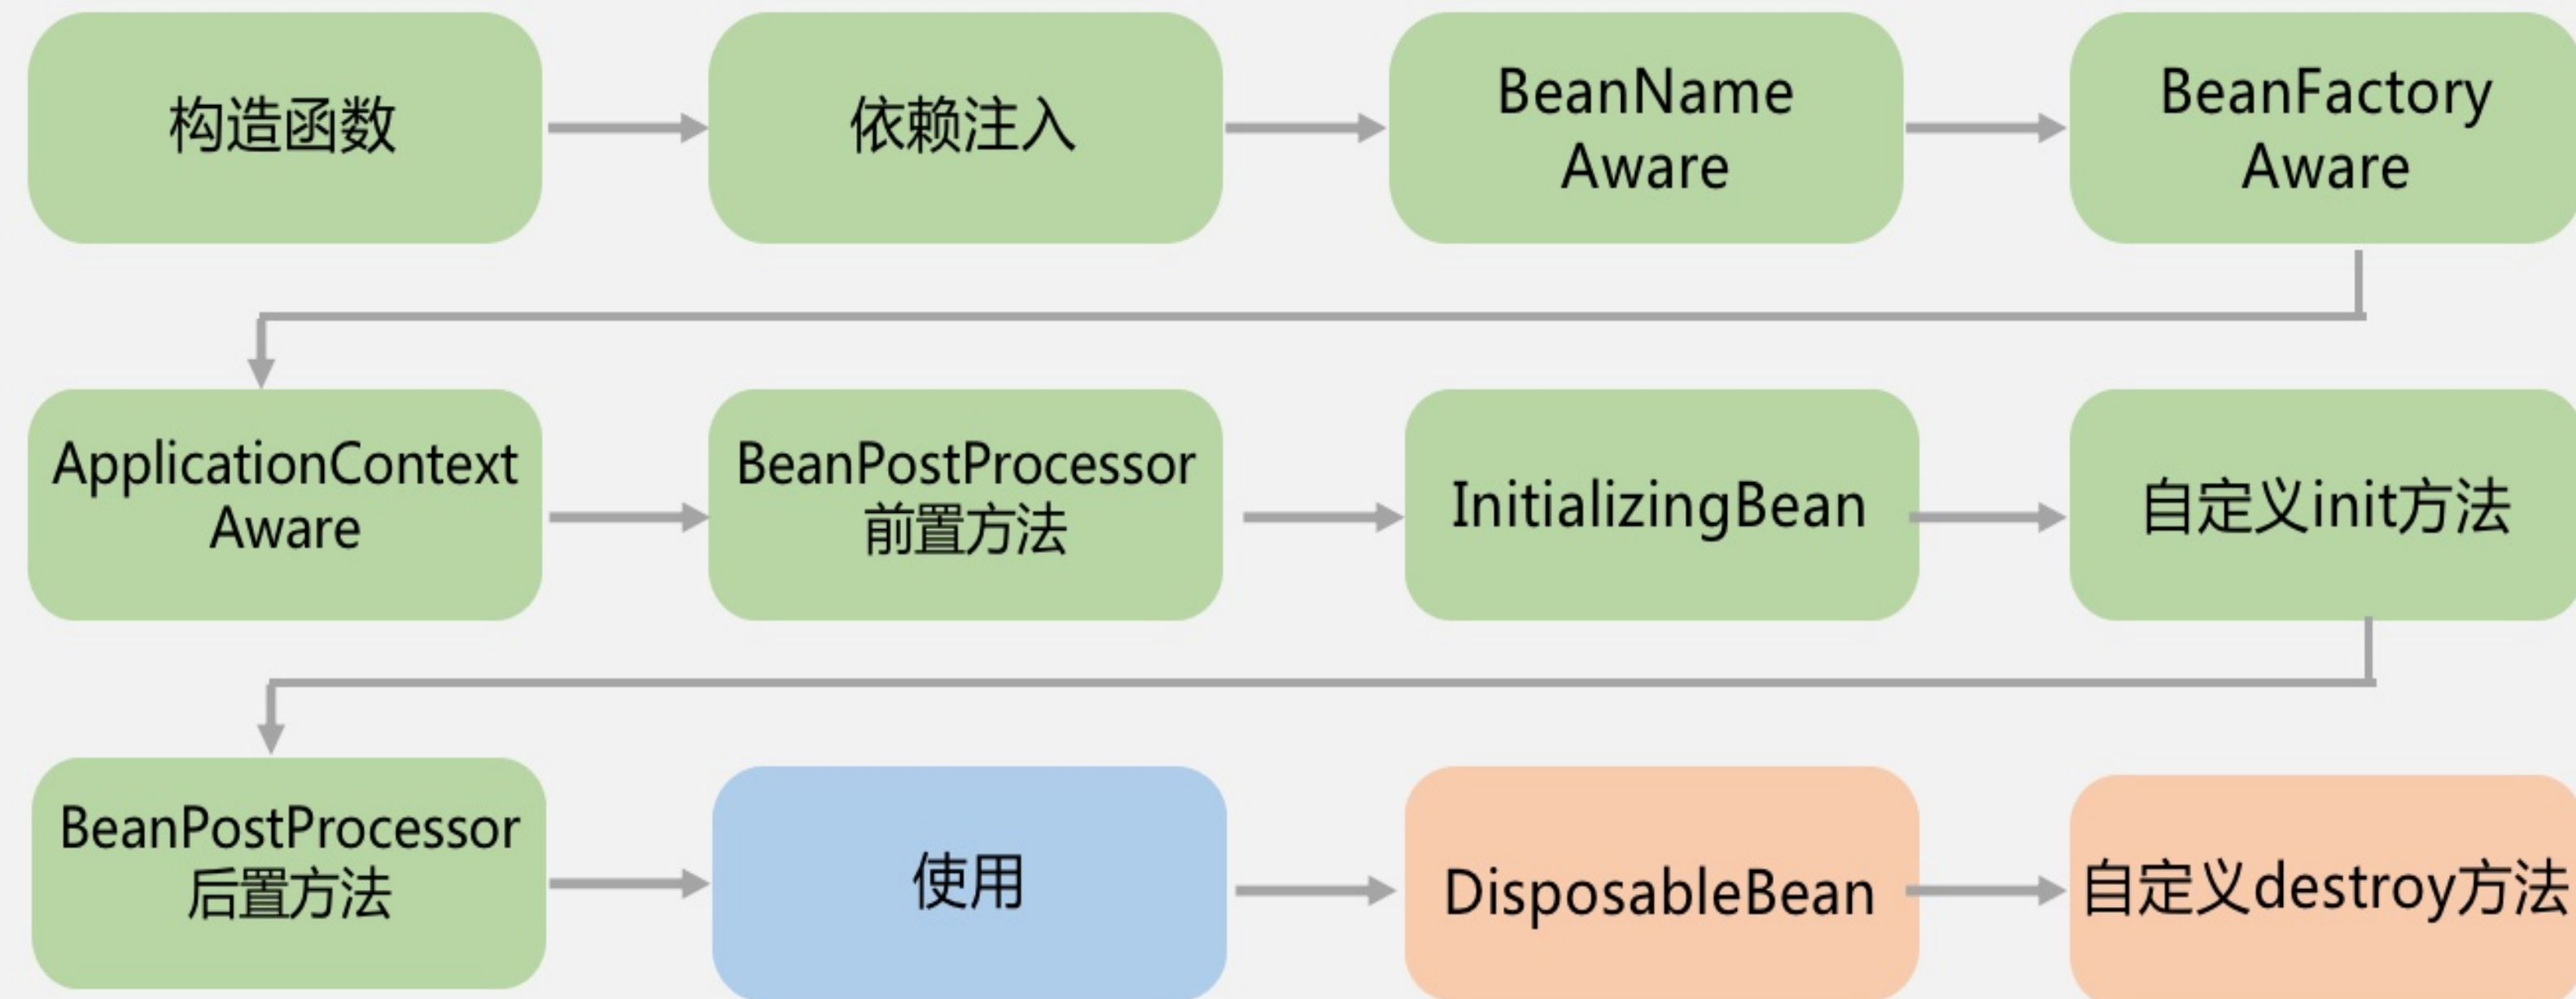 构造函数
依赖注入
BeanName
Aware
BeanFactory
Aware
ApplicationContext
Aware
BeanPostProcessor
前置方法
InitializingBean
自定义init方法
BeanPostProcessor
后置方法
使用
DisposableBean
自定义destroy方法